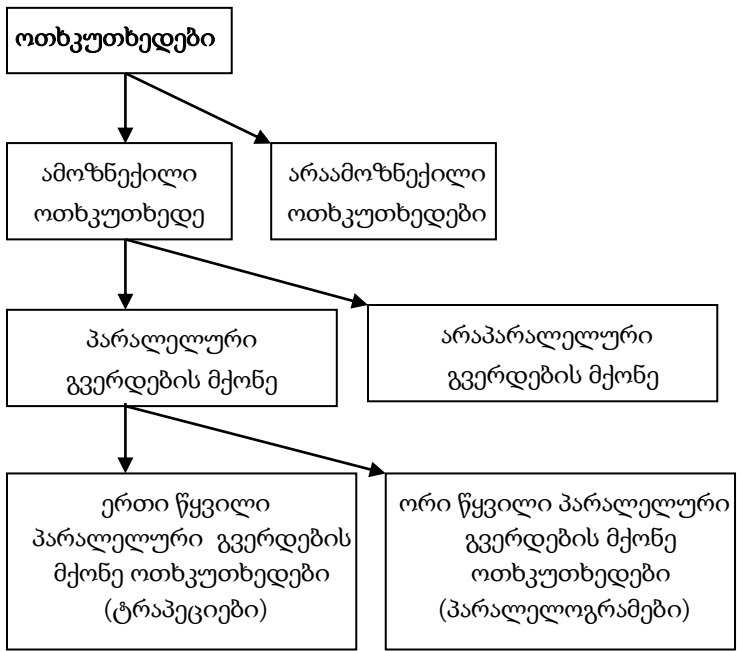 ოთხკუთხედები
ამოზნექილი
ოთხკუთხედე
არაამოზნექილი
ოთხკუთხედები
პარალელური
გვერდების მქონე
არაპარალელური
გვერდების მქონე
ერთი წყვილი
პარალელური გვერდების
მქონე ოთხკუთხედები
(ტრაპეციები)
ორი წყვილი პარალელური
გვერდების მქონე
ოთხკუთხედები
(პარალელოგრამები)